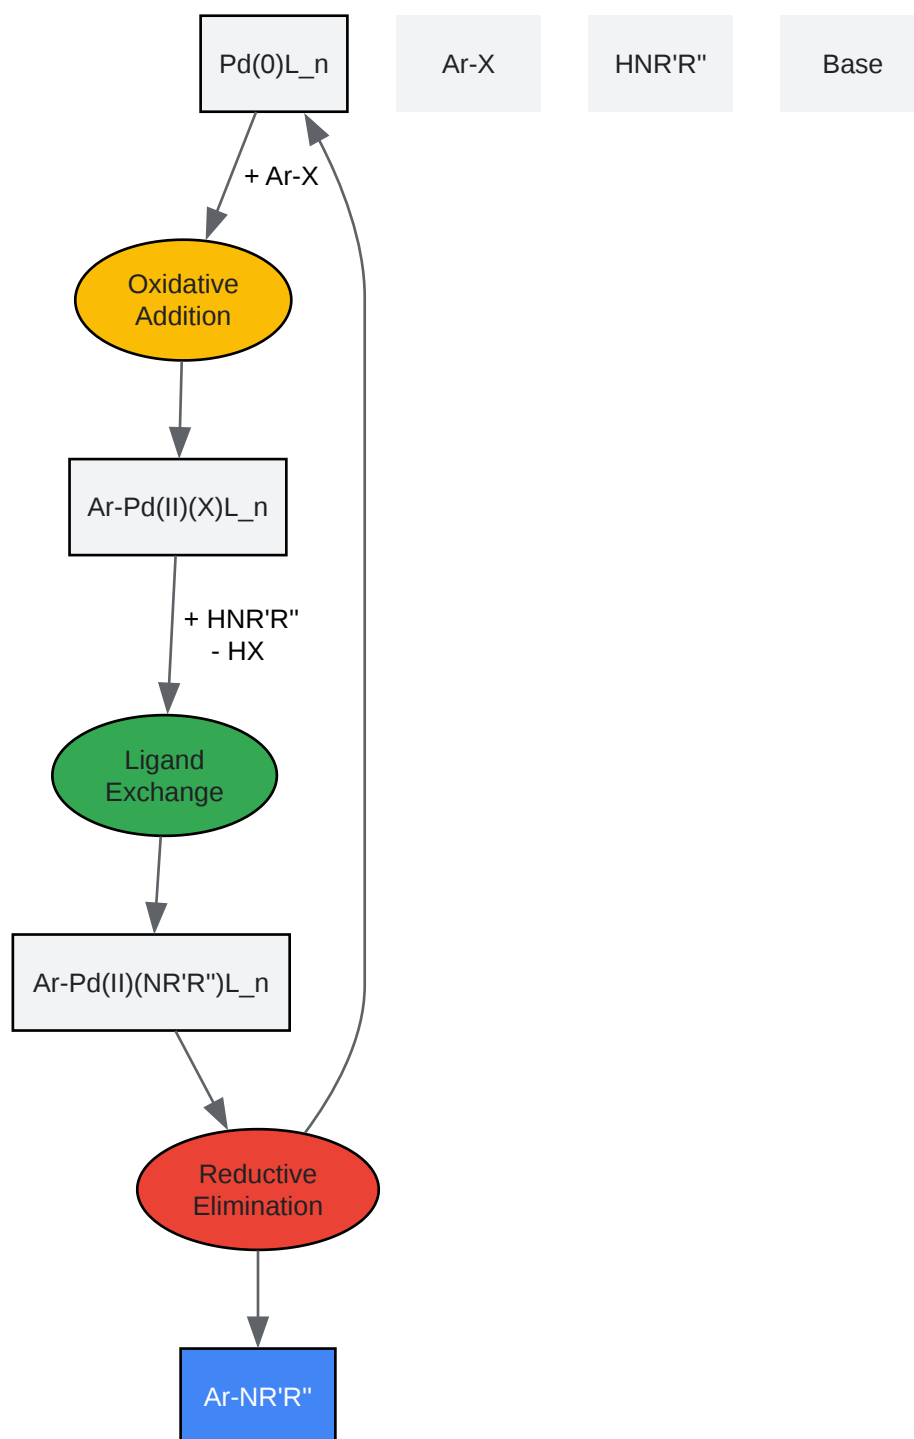 Pd(0)L_n
Ar-X
HNR'R"
Base
+ Ar-X
Oxidative
Addition
Ar-Pd(II)(X)L_n
+ HNR'R"
- HX
Ligand
Exchange
Ar-Pd(II)(NR'R")L_n
Reductive
Elimination
Ar-NR'R"